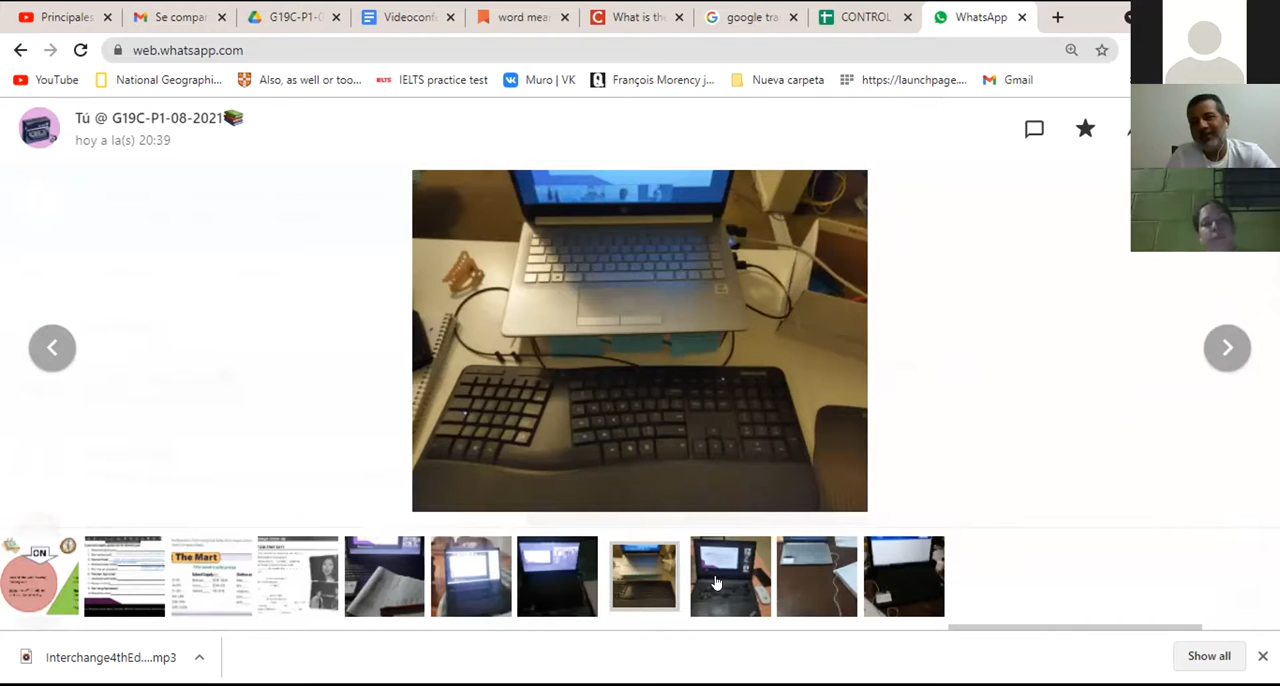 Principales
Se compar
G19C-P1-0
Videoconf
word mea
What is the
google tra
CONTROL
WhatsApp
web.whatsapp.com
YouTube
National Geographi...
Also, as well or too...
IELTS practice test
Muro | VK
François Morency j...
Nueva carpeta
https://launchpage....
Gmail
Tú @ G19C-P1-08-2021
hoy a la(s) 20:39
ON
The Mart
Interchange4thEd....mp3
Show all